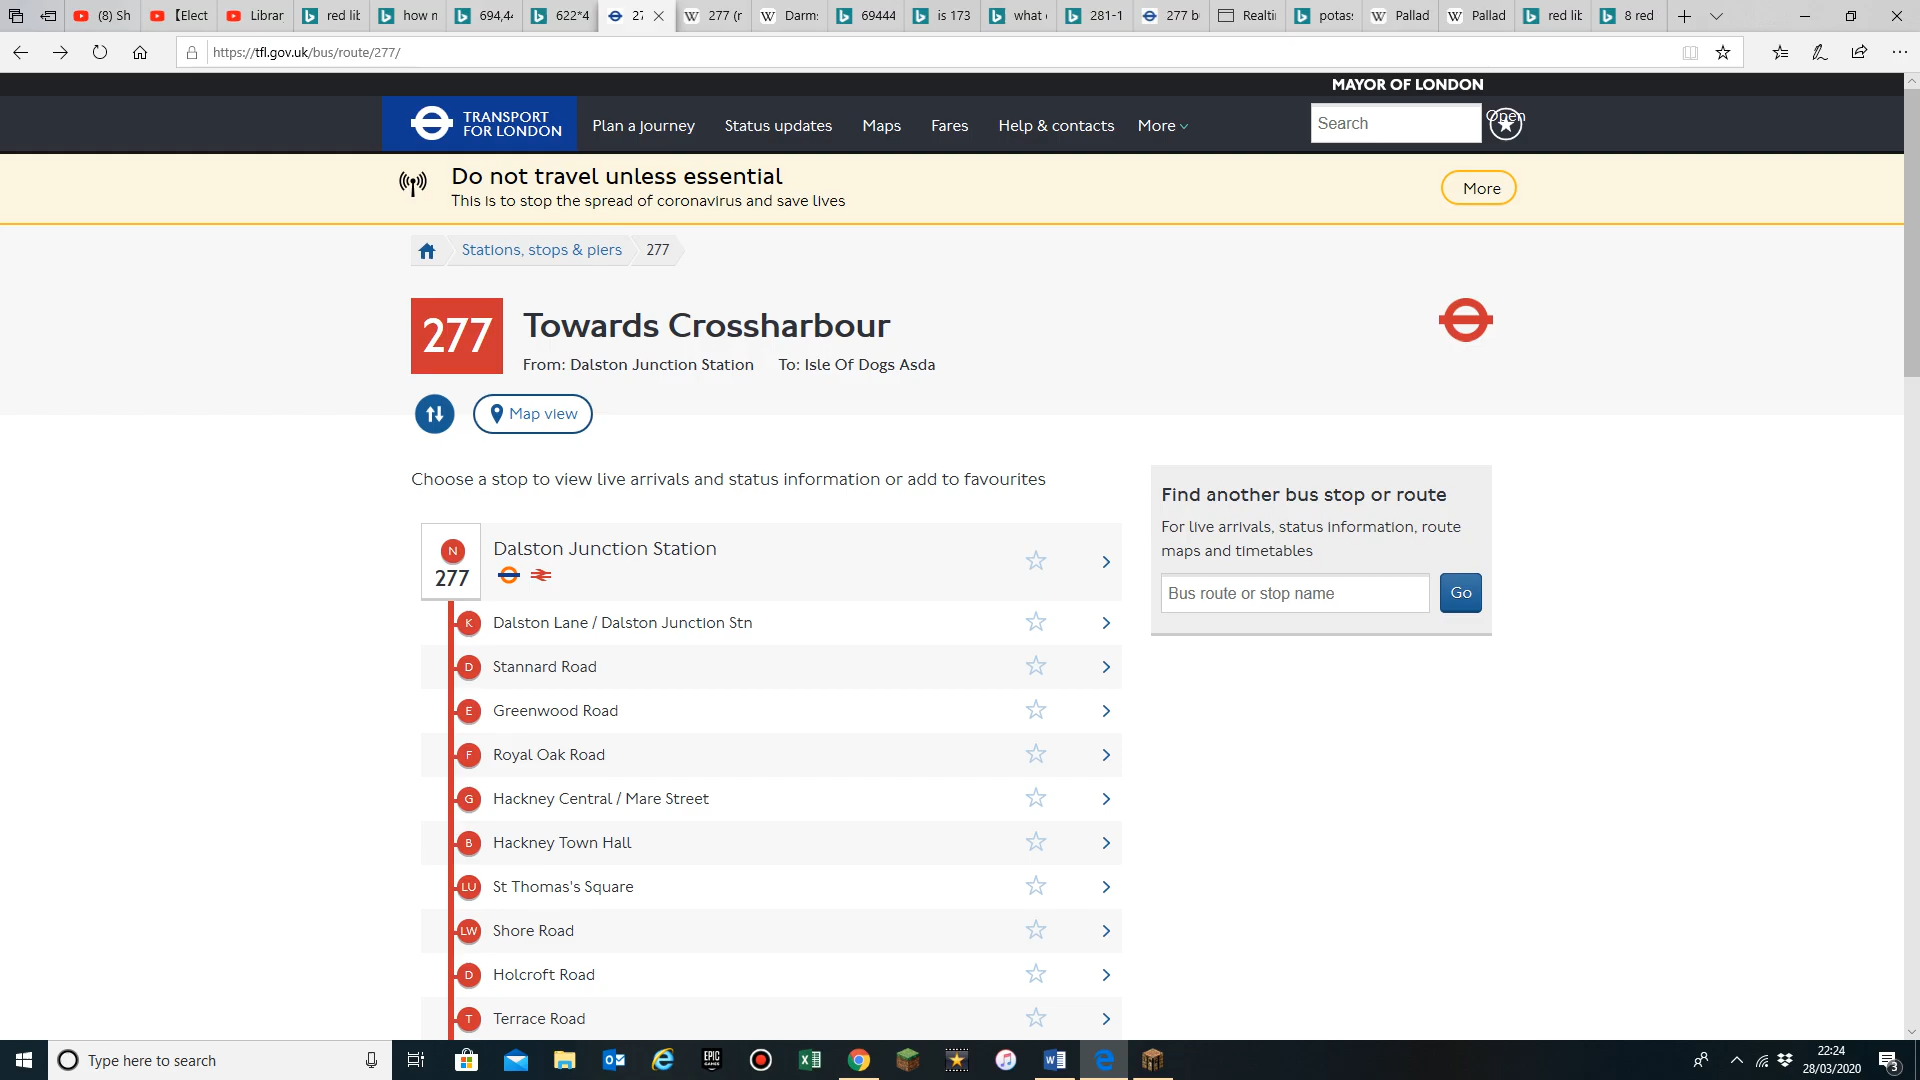 (8) Sh
【Elect
Librar
red lib
how m
694,4
622*4
27
277 (r
W Darms
69444
is 173
what
281-1
277 b
Realti
potas
Pallad
Pallad
red lib
8 red
https://tfl.gov.uk/bus/route/277/
MAYOR OF LONDON
TRANSPORT
FOR LONDON
Plan a journey
Status updates
Maps
Fares
Help & contacts
More
Search
Open
Do not travel unless essential
This is to stop the spread of coronavirus and save lives
More
Stations, stops & piers
277
277
Towards Crossharbour
From: Dalston Junction Station To: Isle Of Dogs Asda
Map view
Choose a stop to view live arrivals and status information or add to favourites
N
277
Dalston Junction Station
K Dalston Lane / Dalston Junction Stn
D Stannard Road
E Greenwood Road
F Royal Oak Road
G Hackney Central / Mare Street
B Hackney Town Hall
LU St Thomas's Square
LW Shore Road
D Holcroft Road
T Terrace Road
Find another bus stop or route
For live arrivals, status information, route
maps and timetables
Bus route or stop name
Go
Type here to search
EPIC
GAMES
22:24
28/03/2020
3